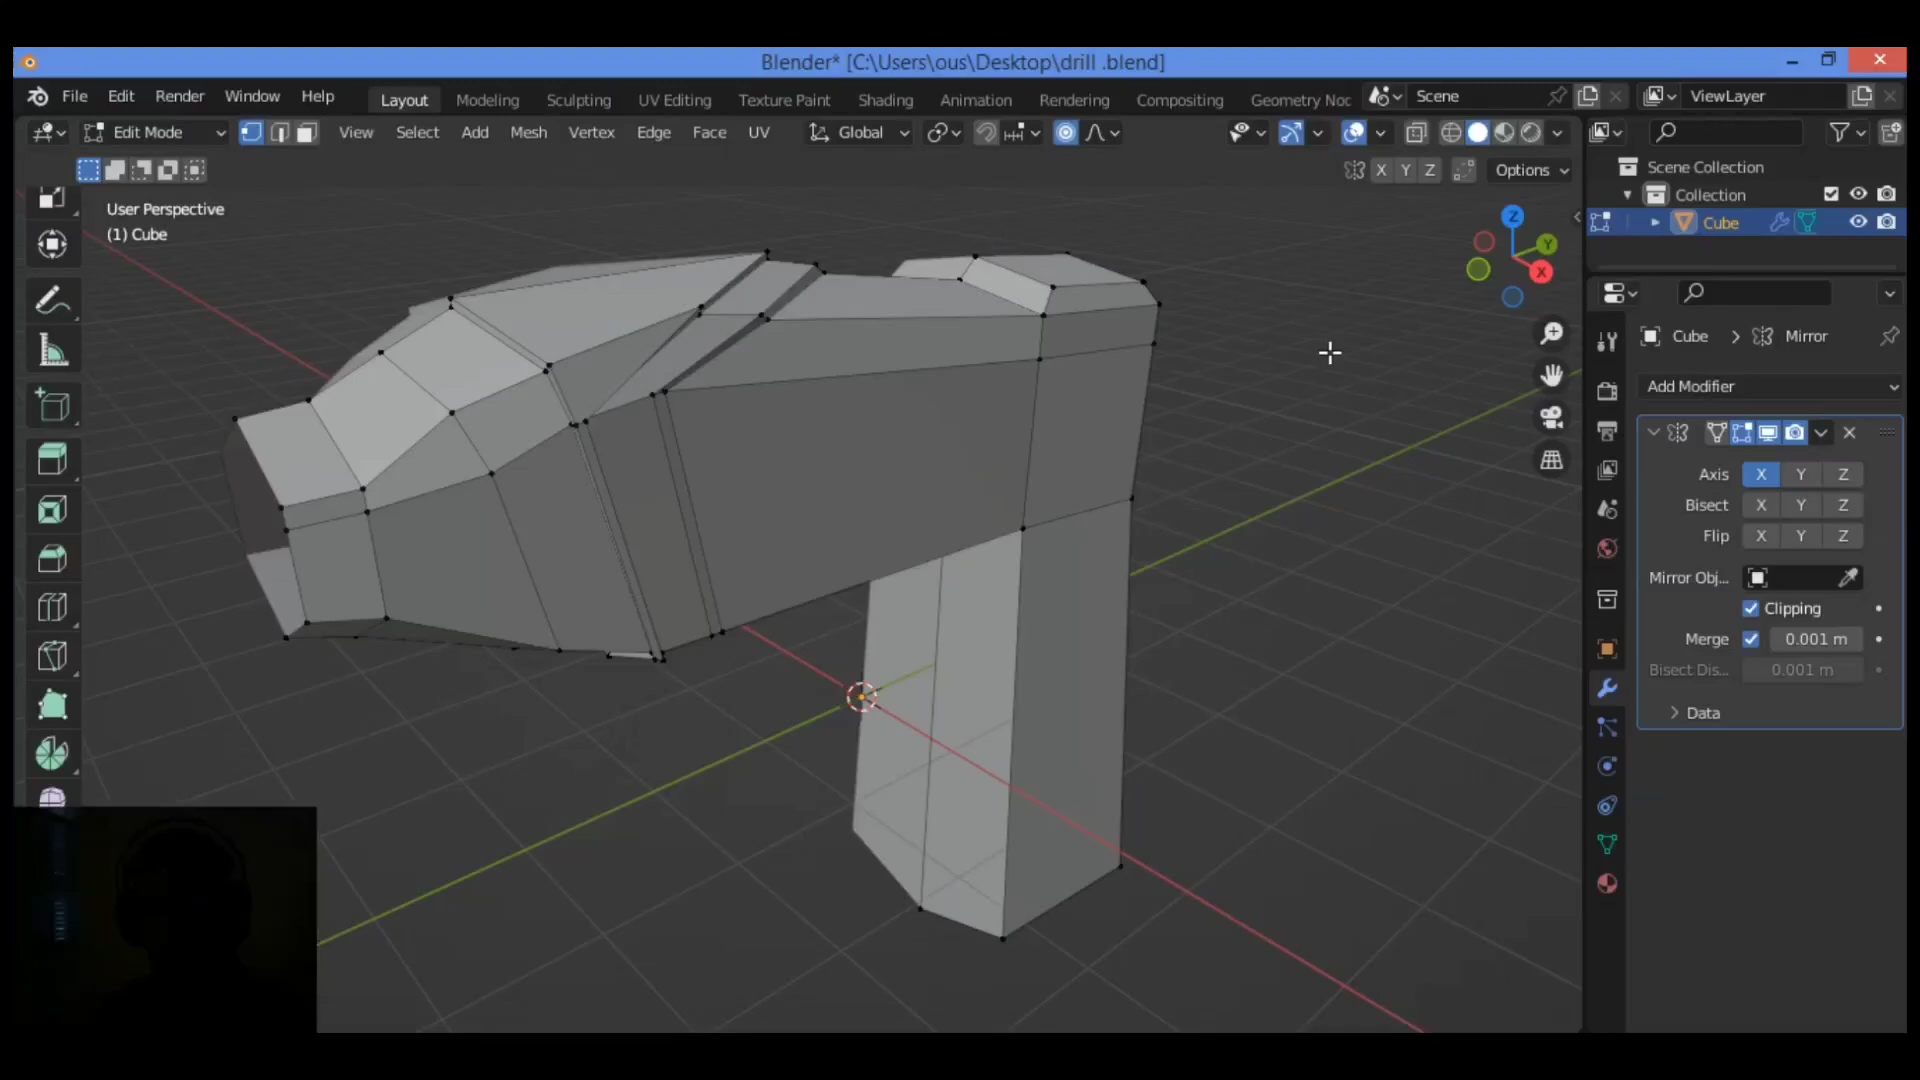 Blender* [C:\Users\ous\Desktop\drill .blend]
File Edit Render Window Help Layout Modeling Sculpting UV Editing Texture Paint Shading Animation Rendering Compositing Geometry Noc Scene ViewLayer
Edit Mode View Select Add Mesh Vertex Edge Face UV Global
X Y Z Options
User Perspective
(1) Cube
Z
Y
X
Scene Collection
Collection
Cube
Cube > Mirror
Add Modifier
Axis X Y Z
Bisect X Y Z
Flip X Y Z
Mirror Obj...
Clipping
Merge 0.001 m
Bisect Dis... 0.001 m
Data